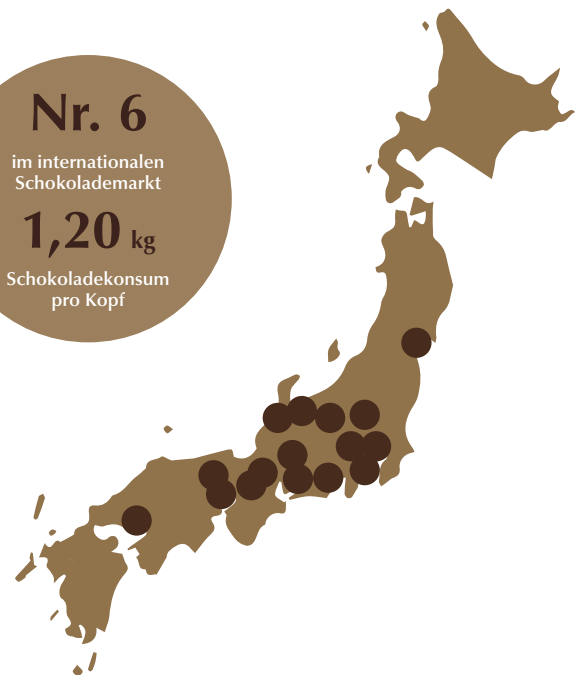 Nr. 6
im internationalen
Schokolademarkt
1,20 kg
Schokoladekonsum
pro Kopf